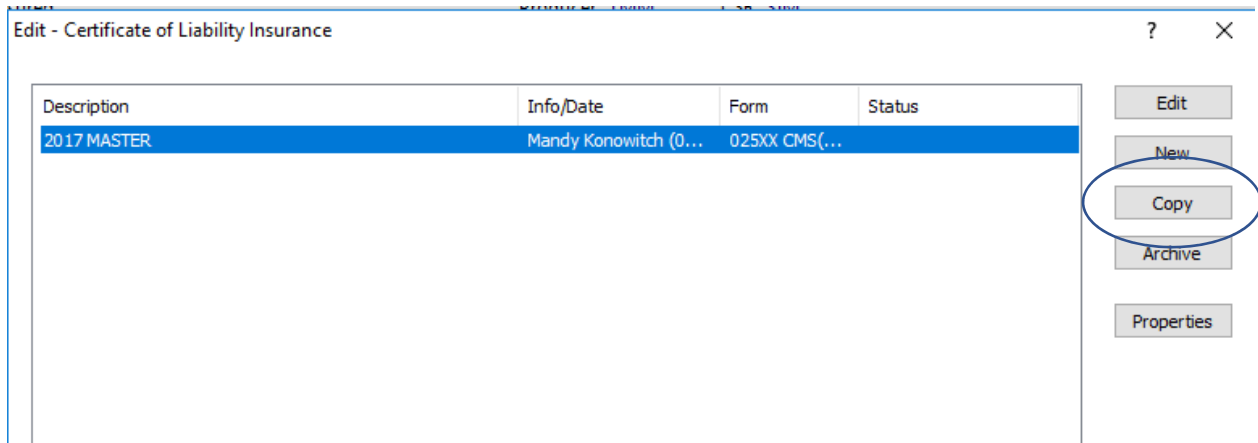 Edit - Certificate of Liability Insurance ?
Description Info/Date Form Status
2017 MASTER Mandy Konowitch (0... 025XX CMS(...
Edit
New
Copy
Archive
Properties